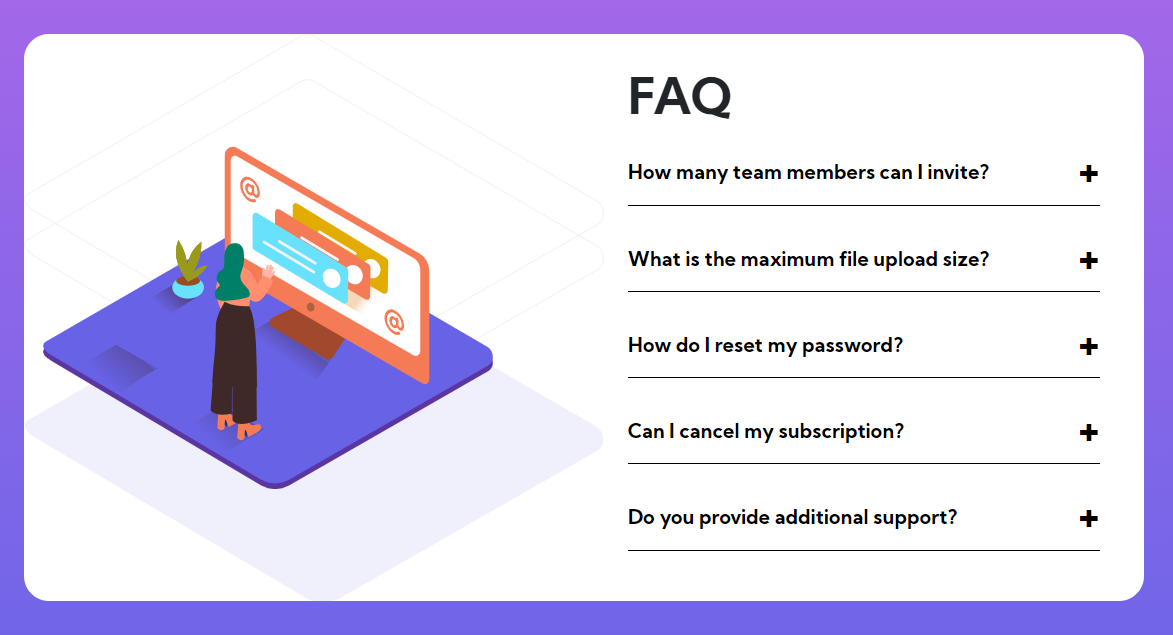 FAQ
How many team members can I invite?
What is the maximum file upload size?
How do I reset my password?
Can I cancel my subscription?
Do you provide additional support?
@
@